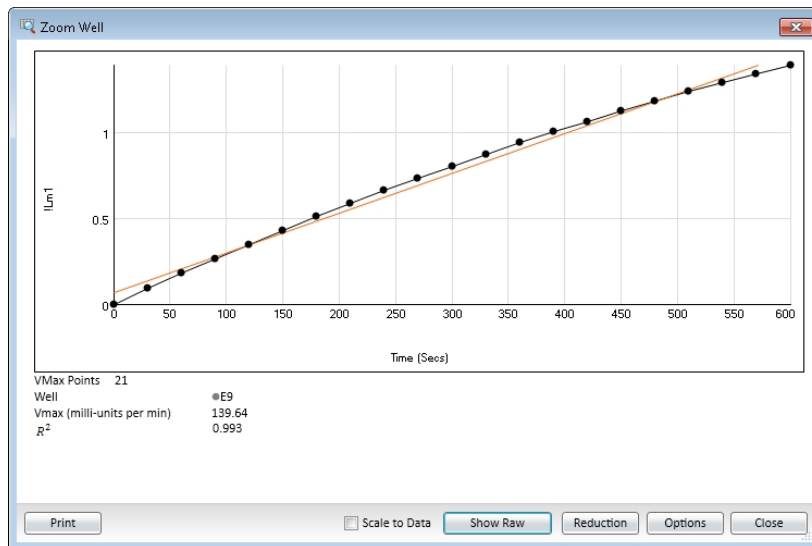 Zoom Well
1
!Lm1
0.5
0
0 50 100 150 200 250 300 350 400 450 500 550 600
Time (Secs)
VMax Points 21
Well E9
Vmax (milli-units per min) 139.64
R² 0.993
Print Scale to Data Show Raw Reduction Options Close